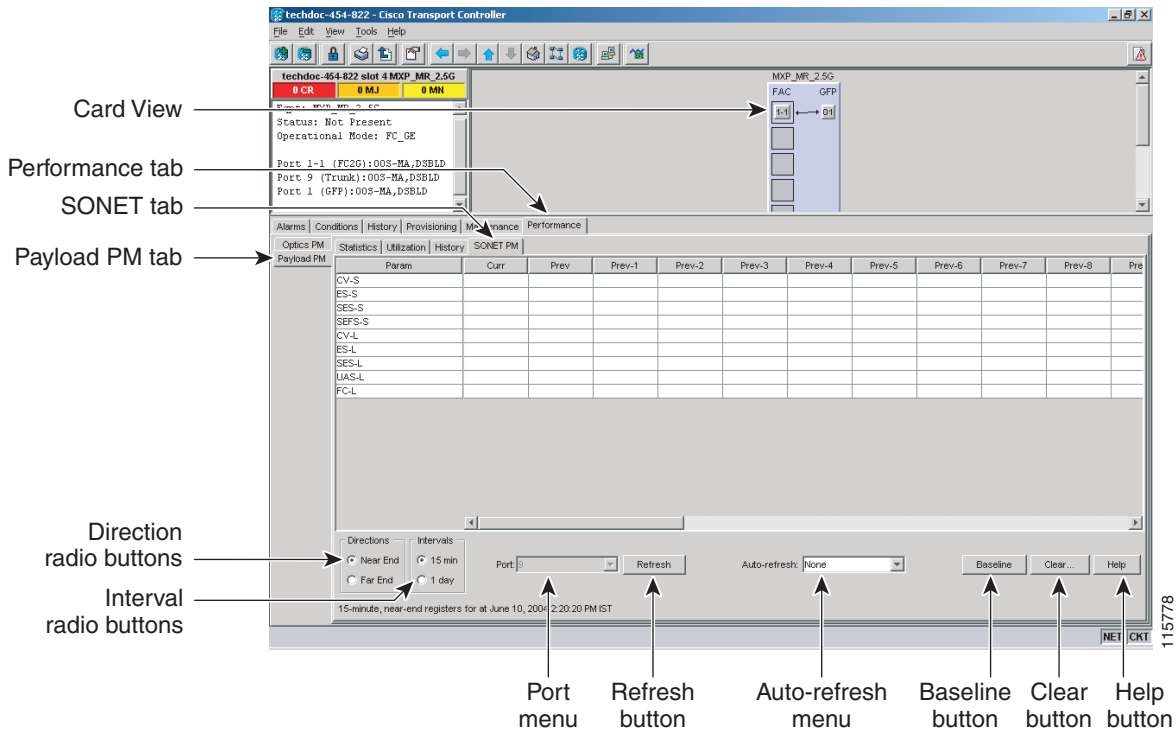 techdoc-454-822 - Cisco Transport Controller
File Edit View Tools Help
techdoc-454-822 slot 4 MXP_MR_2.5G
0 CR 0 MJ 0 MN
Eqpt: MXP_MR_2.5G
Status: Not Present
Operational Mode: FC_GE
Port 1-1 (FC2G):OOS-MA,DSBLD
Port 9 (Trunk):OOS-MA,DSBLD
Port 1 (GFP):OOS-MA,DSBLD
MXP_MR_2.5G
FAC GFP
1-1 01
Card View
Performance tab
SONET tab
Payload PM tab
Alarms Conditions History Provisioning Maintenance Performance
Optics PM
Payload PM
Statistics Utilization History SONET PM
Param Curr Prev Prev-1 Prev-2 Prev-3 Prev-4 Prev-5 Prev-6 Prev-7 Prev-8 Pre
CV-S
ES-S
SES-S
SEFS-S
CV-L
ES-L
SES-L
UAS-L
FC-L
Direction
radio buttons
Interval
radio buttons
Directions
Near End
Far End
Intervals
15 min
1 day
Port: 9
Refresh
Auto-refresh: None
Baseline
Clear...
Help
15-minute, near-end registers for at June 10, 2004 2:20:20 PM IST
NET CKT
115778
Port
menu
Refresh
button
Auto-refresh
menu
Baseline
button
Clear
button
Help
button